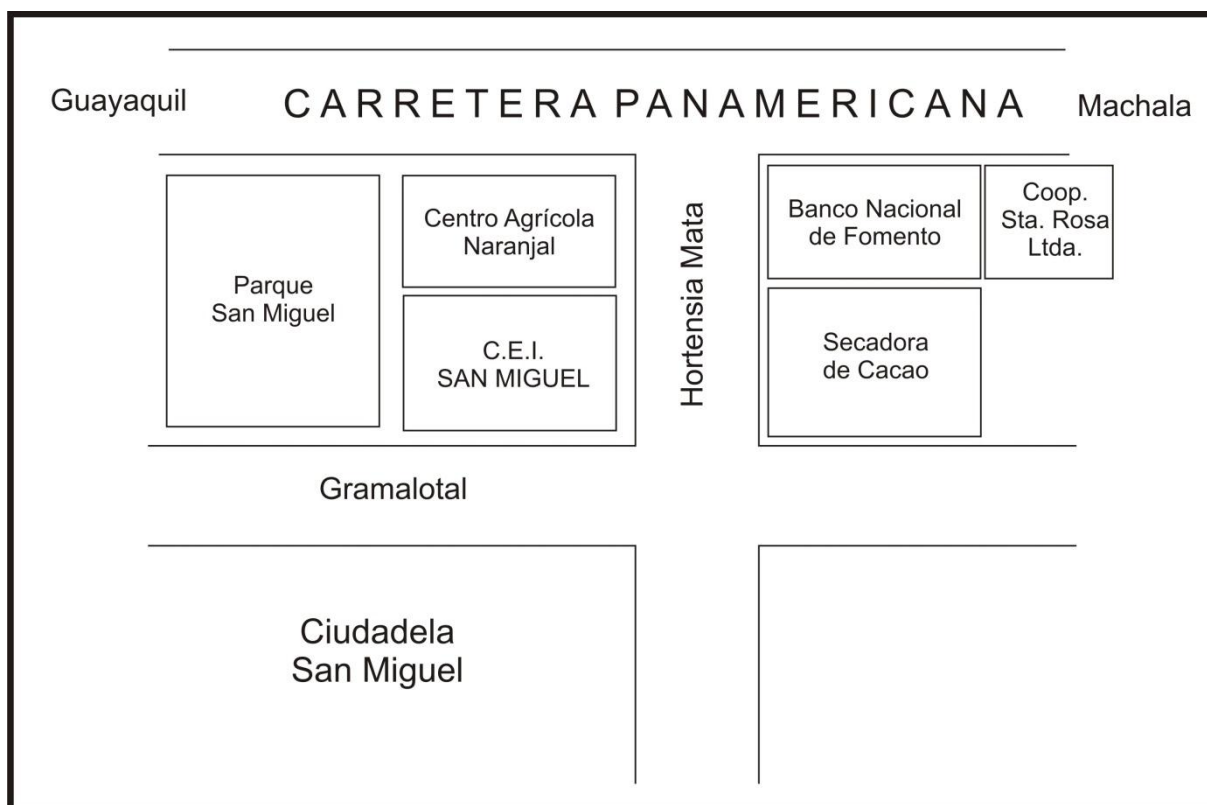 Guayaquil
CARRETERA PANAMERICANA
Machala
Parque
San Miguel
Centro Agrícola
Naranjal
C.E.I.
SAN MIGUEL
Hortensia Mata
Banco Nacional
de Fomento
Coop.
Sta. Rosa
Ltda.
Secadora
de Cacao
Gramalotal
Ciudadela
San Miguel